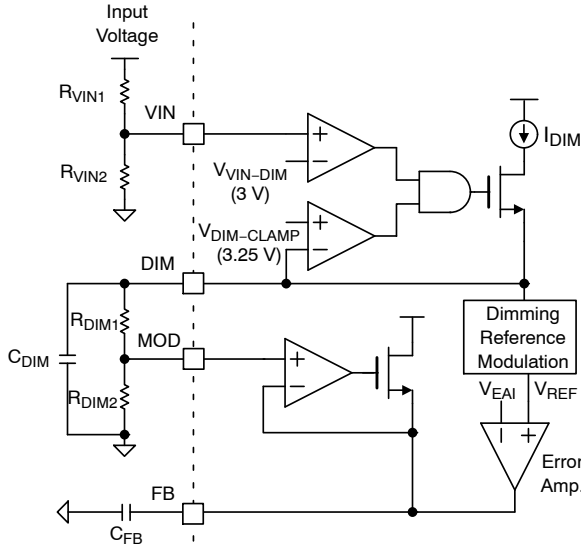 Input
Voltage
RVIN1
VIN
RVIN2
IDIM
+
−
VVIN−DIM
(3 V)
+
VDIM−CLAMP
−
(3.25 V)
DIM
RDIM1
MOD
CDIM
RDIM2
+
−
Dimming
Reference
Modulation
VEAI
VREF
−
+
Error
Amp.
FB
CFB